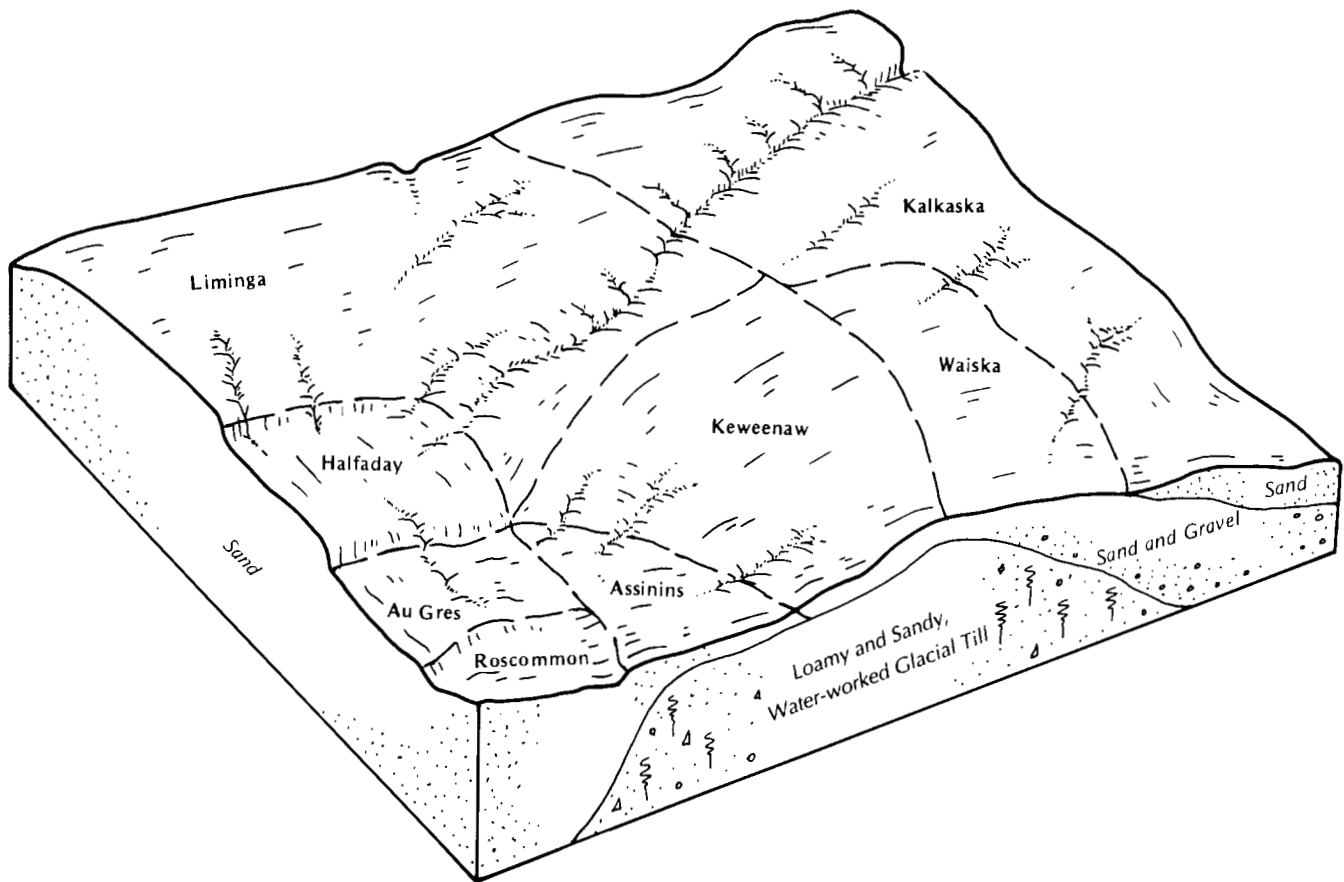 Kalkaska
Liminga
Waiska
Keweenaw
Halfaday
Sand
Sand and Gravel
Sand
Assinins
Au Gres
Roscommon
Loamy and Sandy,
Water-worked Glacial Till